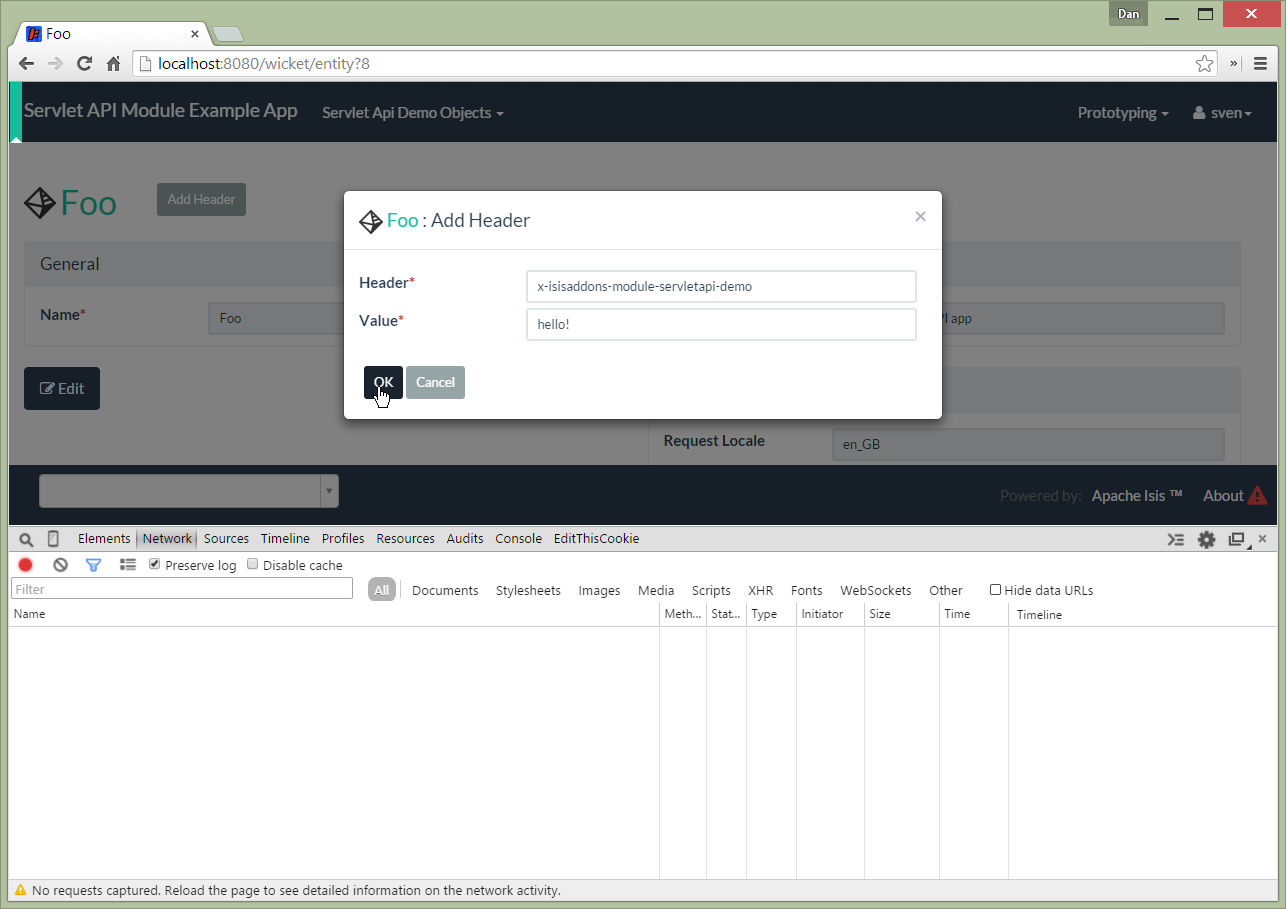 Dan
Foo
localhost:8080/wicket/entity?8
Servlet API Module Example App Servlet Api Demo Objects Prototyping sven
Foo Add Header
Foo : Add Header
General
Header* x-isisaddons-module-servletapi-demo
Name* Foo
Value* hello!
app
OK Cancel
Edit
Request Locale en_GB
Powered by: Apache Isis ™ About
Elements Network Sources Timeline Profiles Resources Audits Console EditThisCookie
Preserve log Disable cache
Filter All Documents Stylesheets Images Media Scripts XHR Fonts WebSockets Other Hide data URLs
Name Meth... Stat... Type Initiator Size Time Timeline
No requests captured. Reload the page to see detailed information on the network activity.